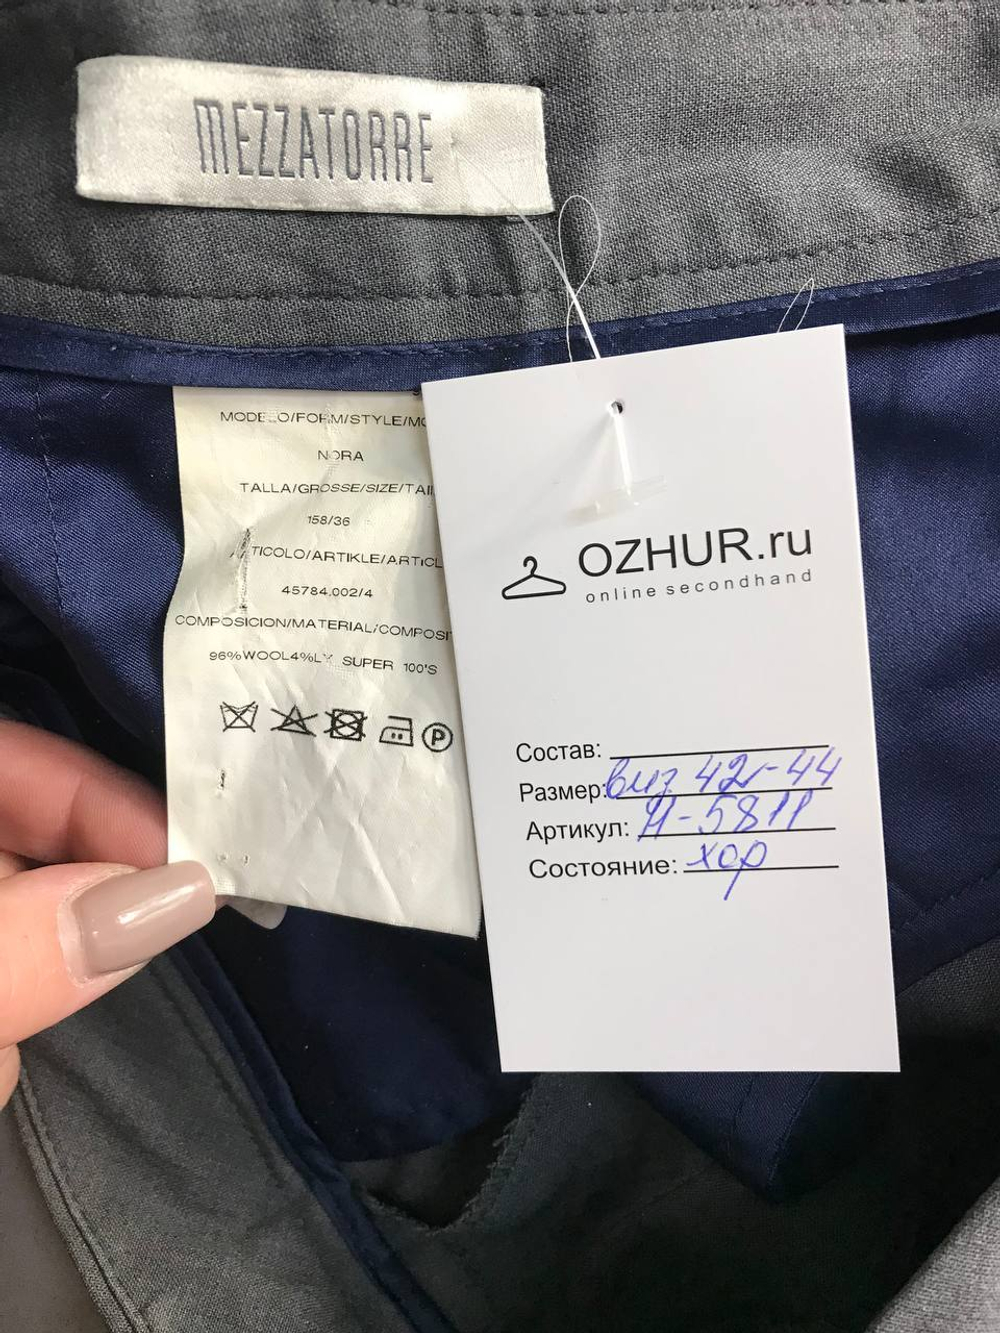 MEZZATORRE
MODELO/FORM/STYLE/MO
NORA
TALLA/GROSSE/SIZE/TAI
158/36
ARTICOLO/ARTIKLE/ARTICL
45784.002/4
COMPOSICION/MATERIAL/COMPOSI
96%WOOL4%LY SUPER 100'S
P
OZHUR.ru
online secondhand
Состав:
Размер: виз 42-44
Артикул: И-5811
Состояние: хор